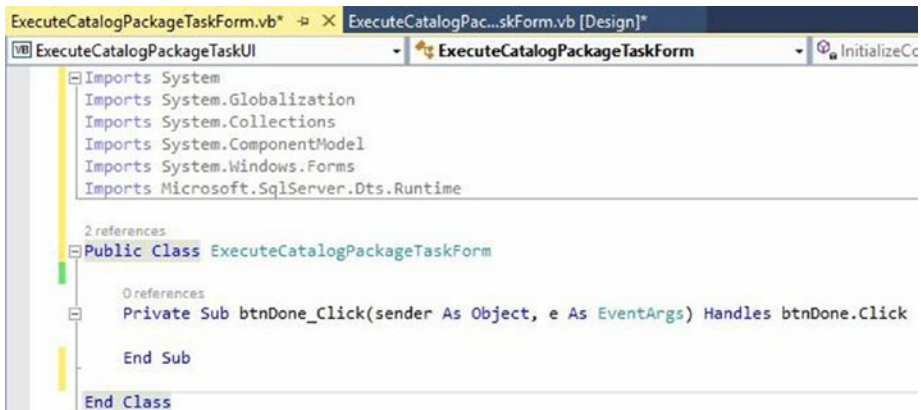 ExecuteCatalogPackageTaskForm.vb* ExecuteCatalogPac...skForm.vb [Design]*
VB ExecuteCatalogPackageTaskUI ExecuteCatalogPackageTaskForm InitializeCo
Imports System
Imports System.Globalization
Imports System.Collections
Imports System.ComponentModel
Imports System.Windows.Forms
Imports Microsoft.SqlServer.Dts.Runtime
2 references
Public Class ExecuteCatalogPackageTaskForm
0 references
Private Sub btnDone_Click(sender As Object, e As EventArgs) Handles btnDone.Click
End Sub
End Class